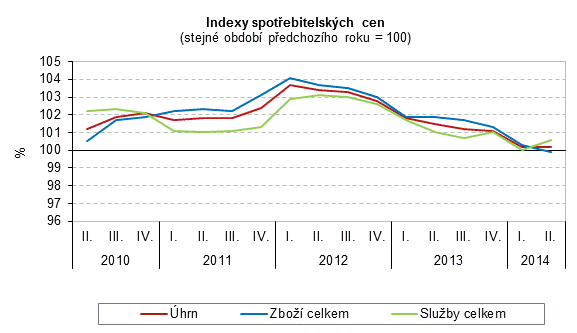 Indexy spotřebitelských cen
(stejné období předchozího roku = 100)
105
104
103
102
101
100
99
98
97
96
%
II. III. IV. I. II. III. IV. I. II. III. IV. I. II. III. IV. I. II.
2010 2011 2012 2013 2014
Úhrn Zboží celkem Služby celkem